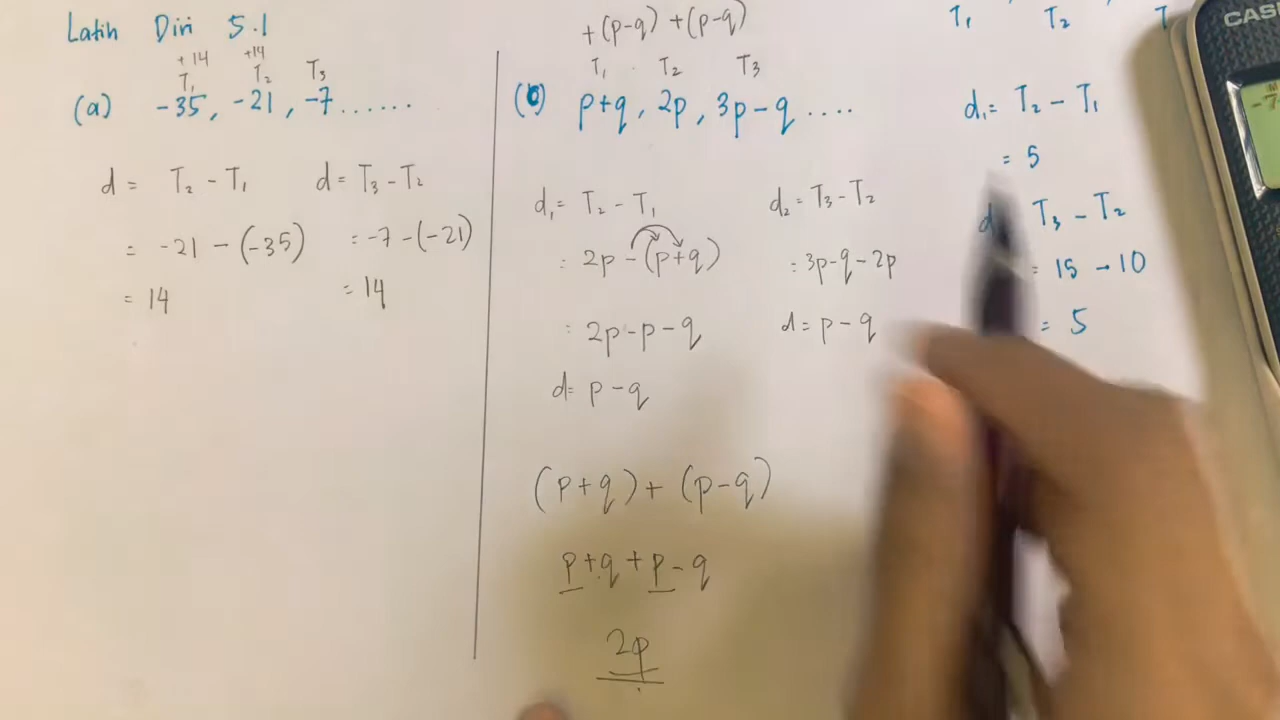 Latih Diri 5.1
+14 +14
T₁ T₂ T₃
(a) -35, -21, -7......
d = T₂ - T₁ d = T₃ - T₂
= -21 - (-35) = -7 - (-21)
= 14 = 14
+(p-q) +(p-q)
T₁ T₂ T₃
p+q, 2p, 3p-q ....
d₁= T₂ - T₁ d₂= T₃ - T₂
= 2p - (p+q) = 3p-q-2p
= 2p-p-q d= p-q
d= p-q
(p+q)+(p-q)
p+q+p-q
2p
T₁ T₂ T
d₁= T₂ - T₁
= 5
d T₃ - T₂
= 15 - 10
= 5
CAS
-7